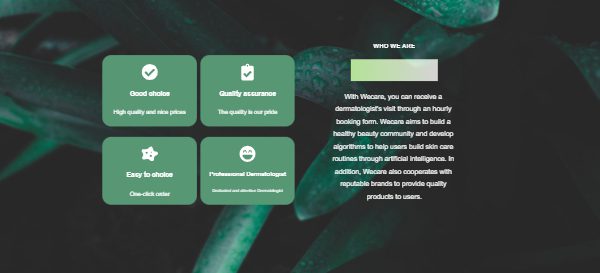 WHO WE ARE
Good choice
High quality and nice prices
Quality assurance
The quality is our pride
Easy to choice
One-click order
Professional Dermatologist
Dedicated and attentive Dermatologist
With Wecare, you can receive a
dermatologist's visit through an hourly
booking form. Wecare aims to build a
healthy beauty community and develop
algorithms to help users build skin care
routines through artificial intelligence. In
addition, Wecare also cooperates with
reputable brands to provide quality
products to users.